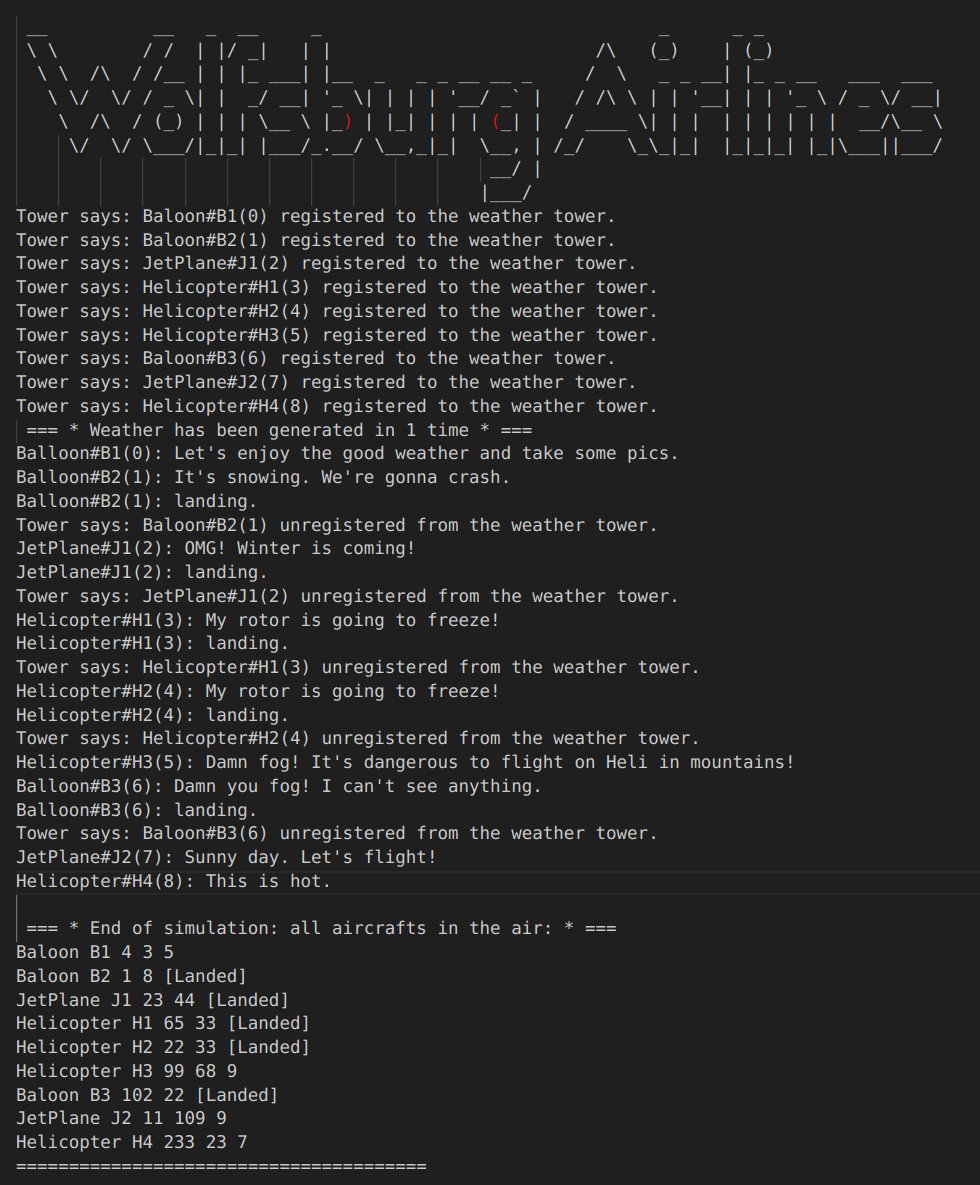 Wolfsburg Airlines
Tower says: Baloon#B1(0) registered to the weather tower.
Tower says: Baloon#B2(1) registered to the weather tower.
Tower says: JetPlane#J1(2) registered to the weather tower.
Tower says: Helicopter#H1(3) registered to the weather tower.
Tower says: Helicopter#H2(4) registered to the weather tower.
Tower says: Helicopter#H3(5) registered to the weather tower.
Tower says: Baloon#B3(6) registered to the weather tower.
Tower says: JetPlane#J2(7) registered to the weather tower.
Tower says: Helicopter#H4(8) registered to the weather tower.
=== * Weather has been generated in 1 time * ===
Balloon#B1(0): Let's enjoy the good weather and take some pics.
Balloon#B2(1): It's snowing. We're gonna crash.
Balloon#B2(1): landing.
Tower says: Baloon#B2(1) unregistered from the weather tower.
JetPlane#J1(2): OMG! Winter is coming!
JetPlane#J1(2): landing.
Tower says: JetPlane#J1(2) unregistered from the weather tower.
Helicopter#H1(3): My rotor is going to freeze!
Helicopter#H1(3): landing.
Tower says: Helicopter#H1(3) unregistered from the weather tower.
Helicopter#H2(4): My rotor is going to freeze!
Helicopter#H2(4): landing.
Tower says: Helicopter#H2(4) unregistered from the weather tower.
Helicopter#H3(5): Damn fog! It's dangerous to flight on Heli in mountains!
Balloon#B3(6): Damn you fog! I can't see anything.
Balloon#B3(6): landing.
Tower says: Baloon#B3(6) unregistered from the weather tower.
JetPlane#J2(7): Sunny day. Let's flight!
Helicopter#H4(8): This is hot.
=== * End of simulation: all aircrafts in the air: * ===
Baloon B1 4 3 5
Baloon B2 1 8 [Landed]
JetPlane J1 23 44 [Landed]
Helicopter H1 65 33 [Landed]
Helicopter H2 22 33 [Landed]
Helicopter H3 99 68 9
Baloon B3 102 22 [Landed]
JetPlane J2 11 109 9
Helicopter H4 233 23 7
=======================================